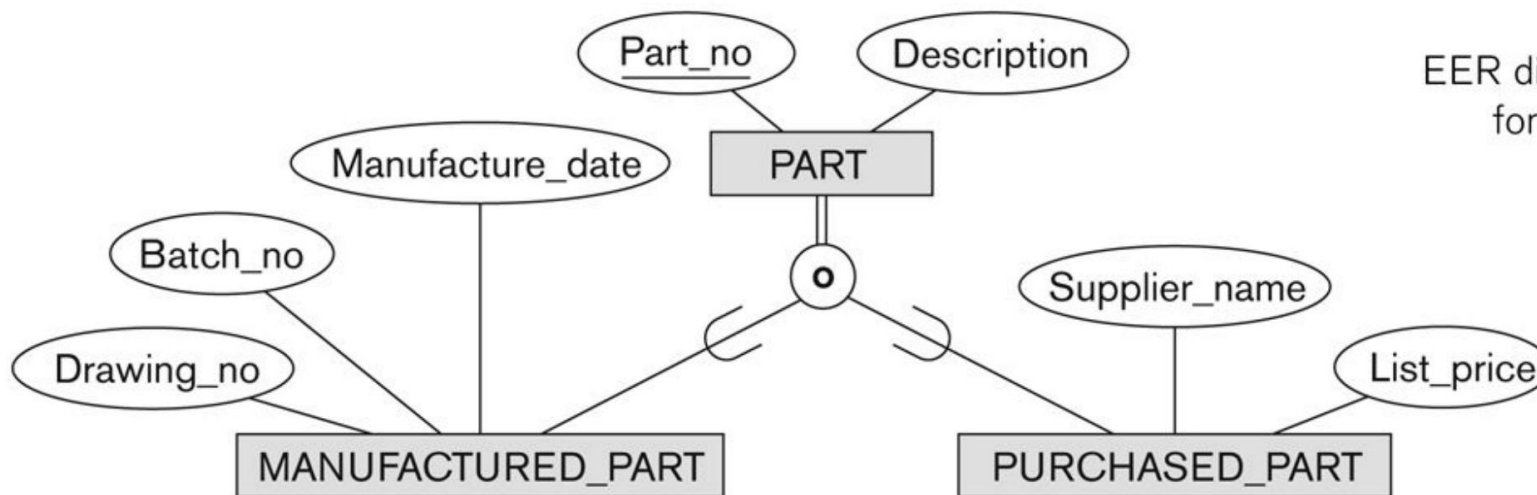 Part_no
Description
EER di
for
Manufacture_date
PART
Batch_no
o
Supplier_name
Drawing_no
List_price
MANUFACTURED_PART
PURCHASED_PART